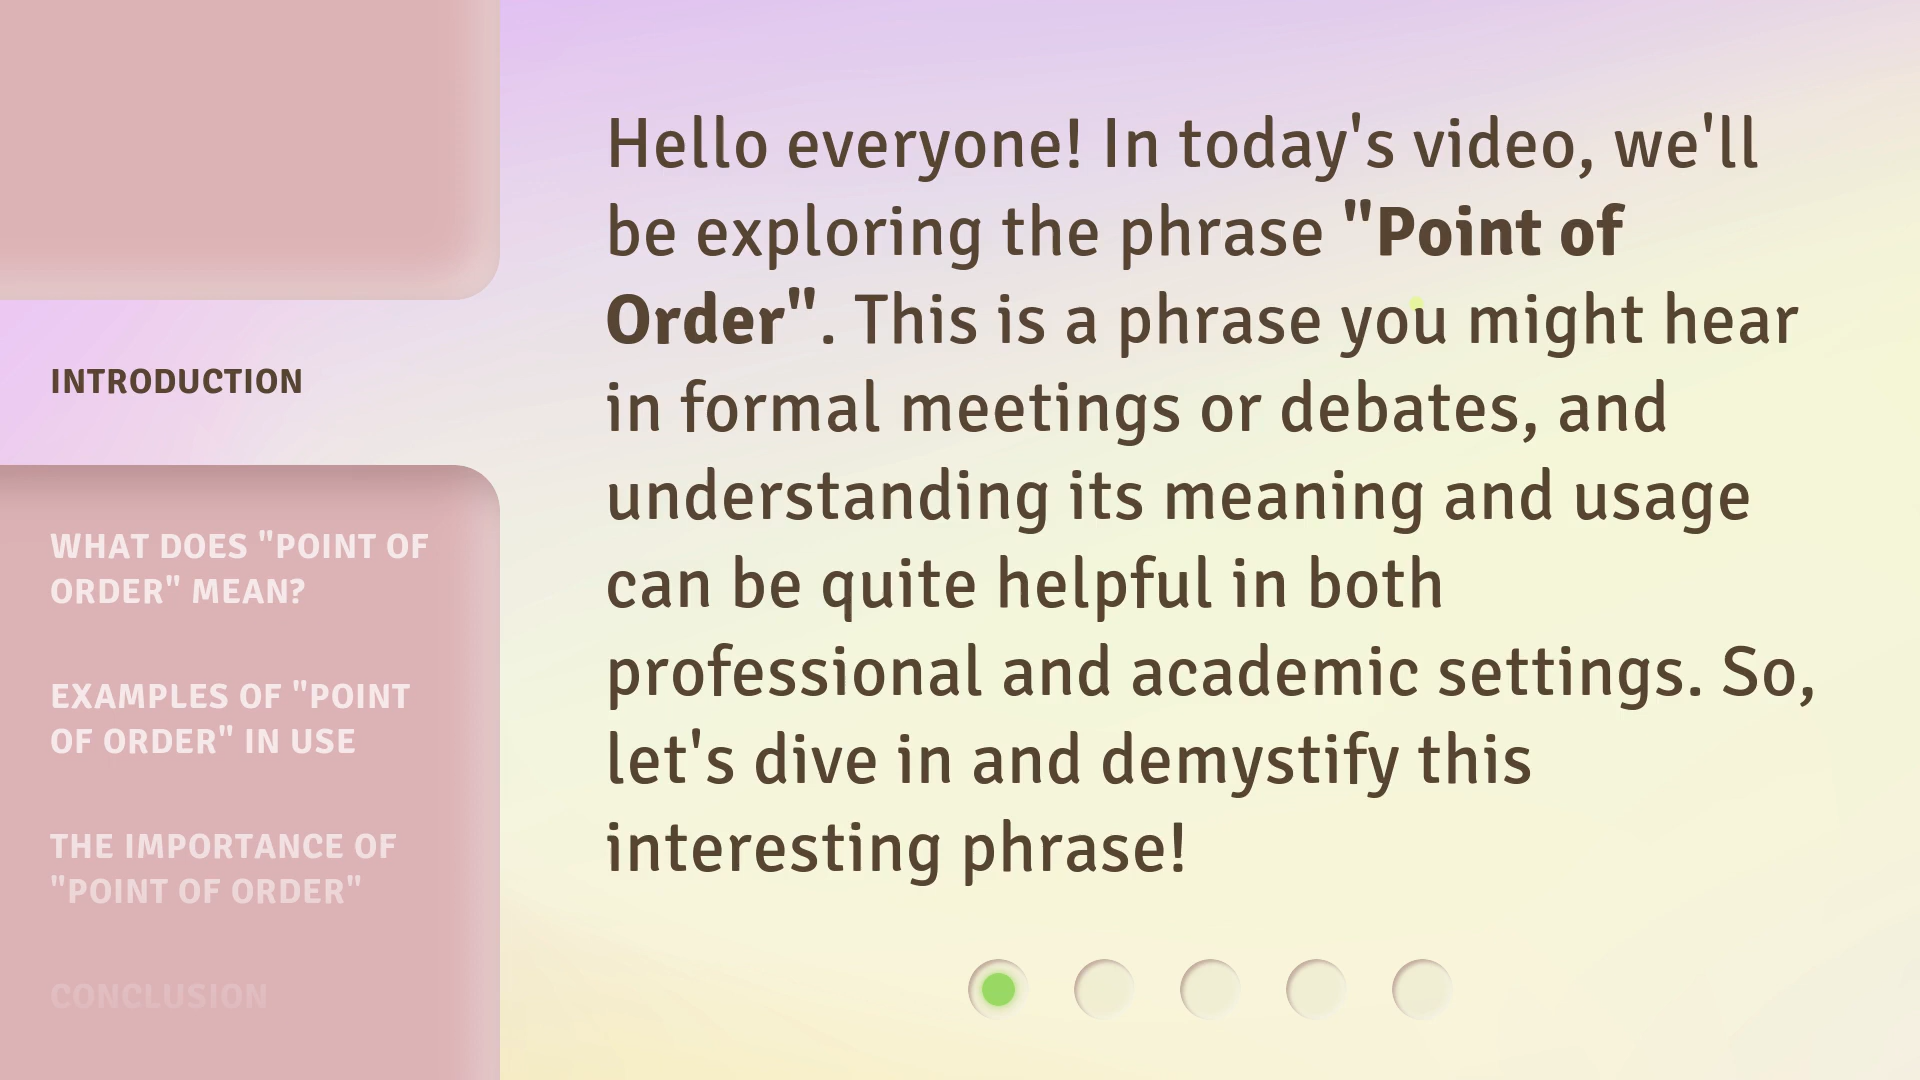 INTRODUCTION
WHAT DOES "POINT OF
ORDER" MEAN?
EXAMPLES OF "POINT
OF ORDER" IN USE
THE IMPORTANCE OF
"POINT OF ORDER"
CONCLUSION
Hello everyone! In today's video, we'll
be exploring the phrase "Point of
Order". This is a phrase you might hear
in formal meetings or debates, and
understanding its meaning and usage
can be quite helpful in both
professional and academic settings. So,
let's dive in and demystify this
interesting phrase!